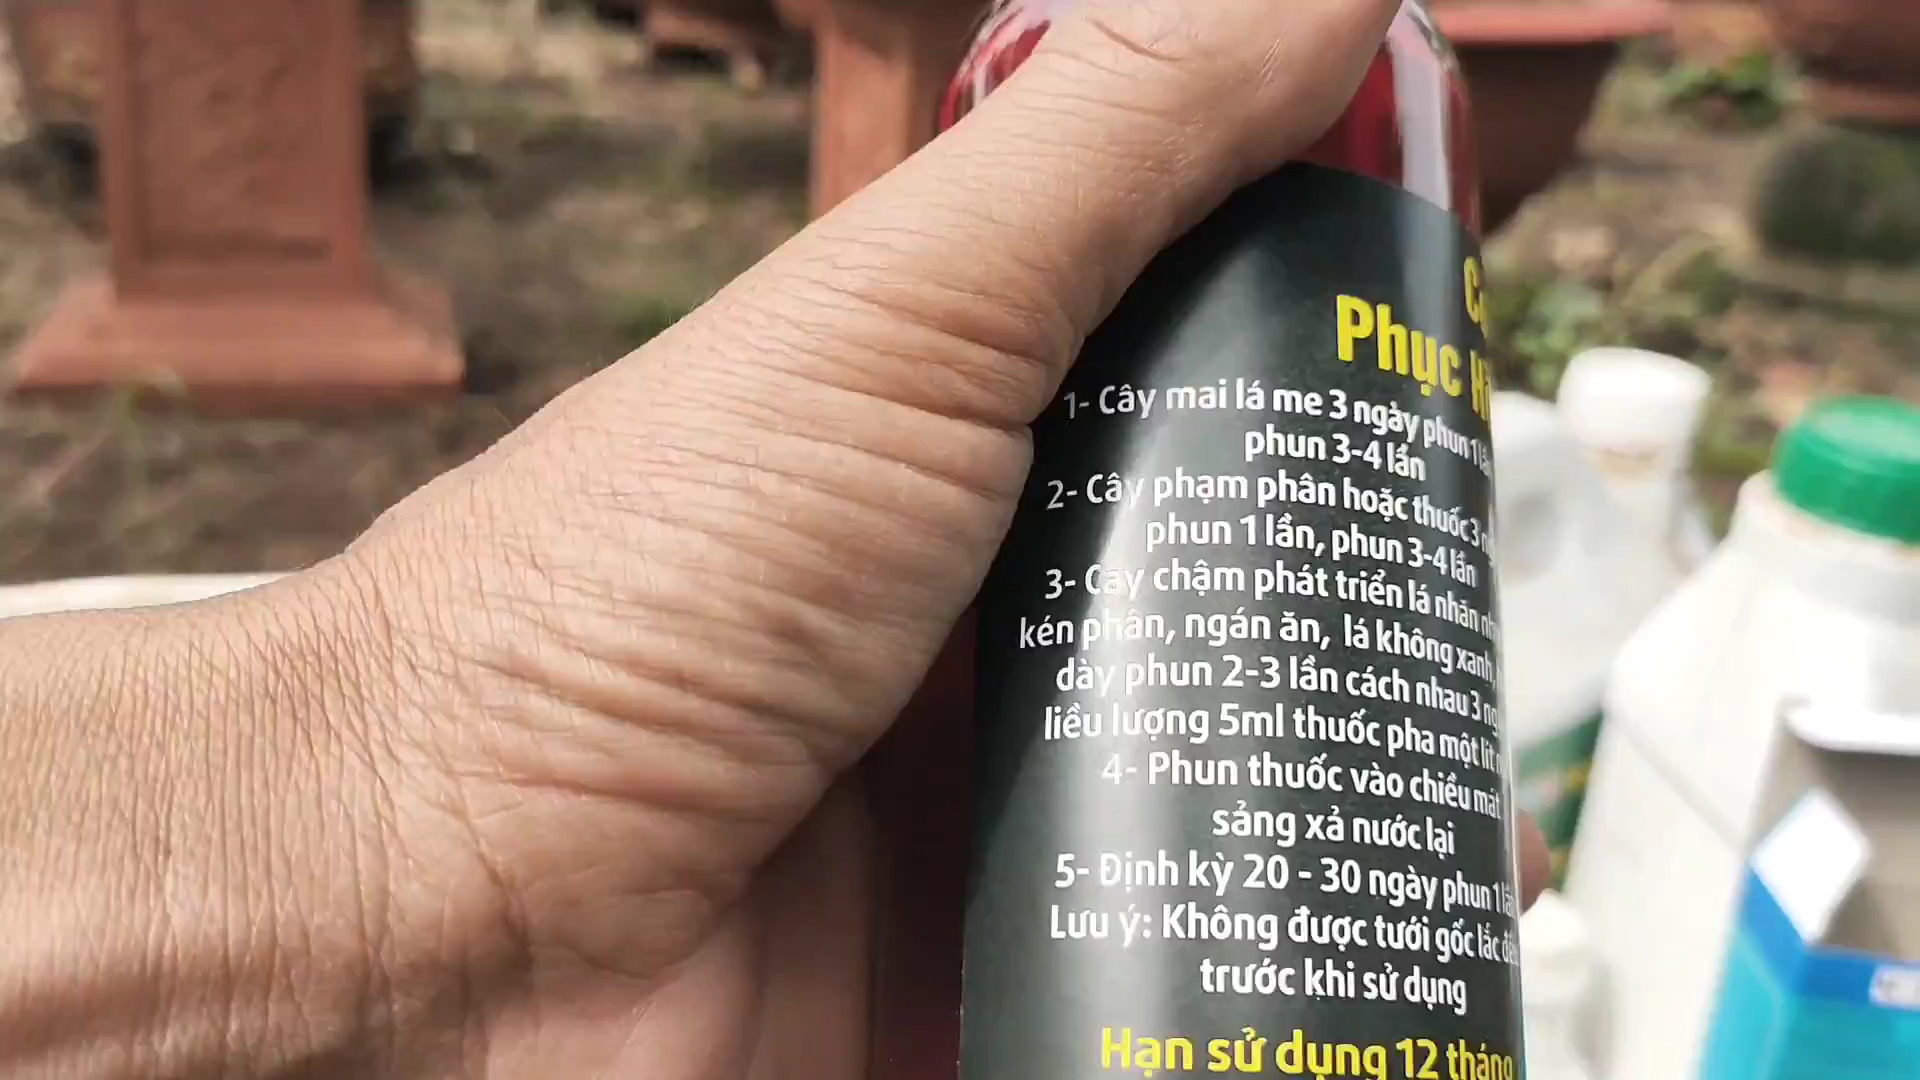 Phục
1- Cây mai lá me 3 ngày phun 1
phun 3-4 lần
2- Cây phạm phân hoặc thuốc 3
phun 1 lần, phun 3-4 lần
3- Cây chậm phát triển lá nhăn
kén phân, ngán ăn, lá không xanh,
dày phun 2-3 lần cách nhau 3
liều lượng 5ml thuốc pha một lít
4- Phun thuốc vào chiều mát
sảng xả nước lại
5- Định kỳ 20 - 30 ngày phun 1
Lưu ý: Không được tưới gốc lắc
trước khi sử dụng
Hạn sử dụng 12 tháng